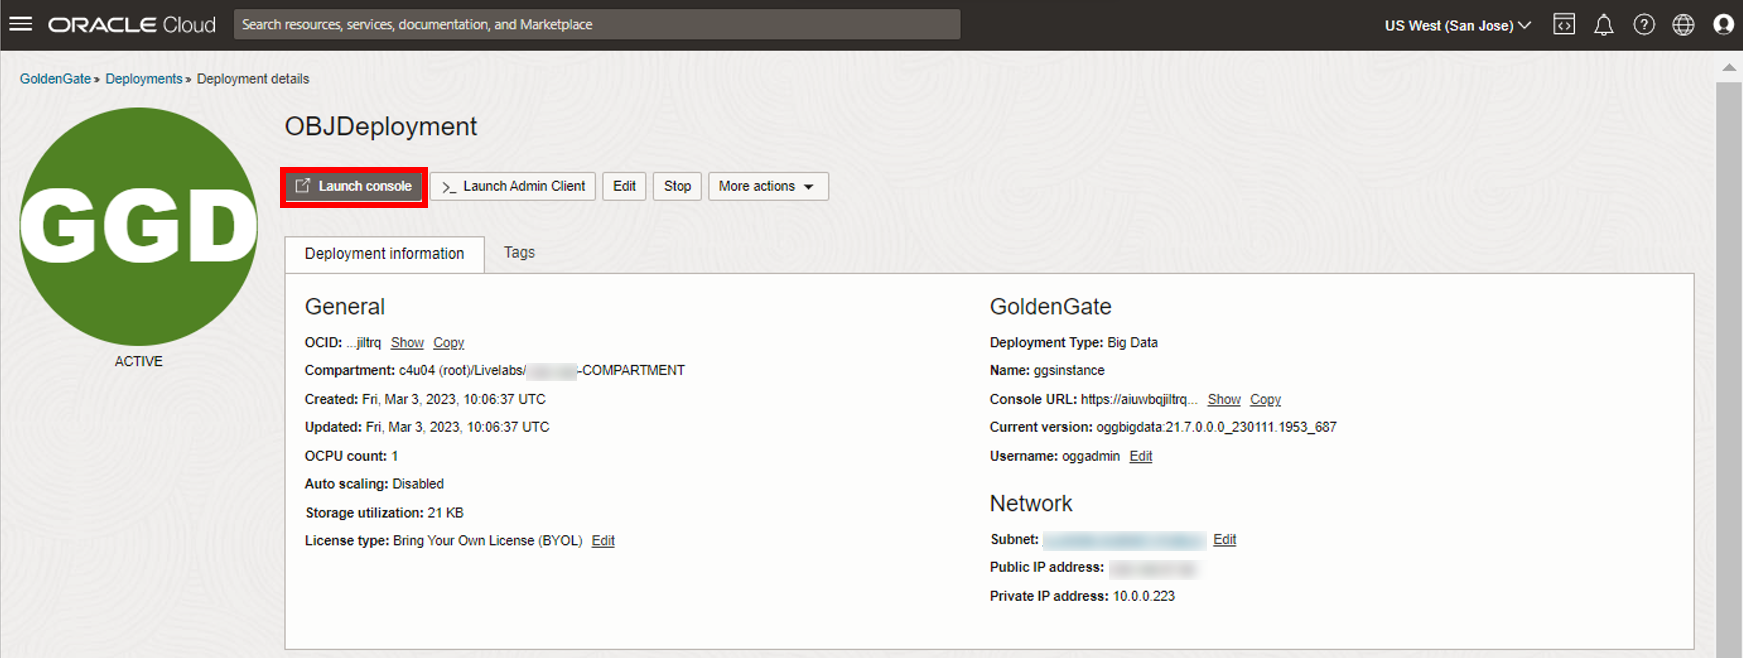 ORACLE Cloud
Search resources, services, documentation, and Marketplace
US West (San Jose)
GoldenGate » Deployments » Deployment details
GGD
ACTIVE
OBJDeployment
Launch console
>_ Launch Admin Client
Edit
Stop
More actions
Deployment information
Tags
General
OCID: ...jiltrq Show Copy
Compartment: c4u04 (root)/Livelabs/ -COMPARTMENT
Created: Fri, Mar 3, 2023, 10:06:37 UTC
Updated: Fri, Mar 3, 2023, 10:06:37 UTC
OCPU count: 1
Auto scaling: Disabled
Storage utilization: 21 KB
License type: Bring Your Own License (BYOL) Edit
GoldenGate
Deployment Type: Big Data
Name: ggsinstance
Console URL: https://aiuwbqjiltrq... Show Copy
Current version: oggbigdata:21.7.0.0.0_230111.1953_687
Username: oggadmin Edit
Network
Subnet: Edit
Public IP address:
Private IP address: 10.0.0.223